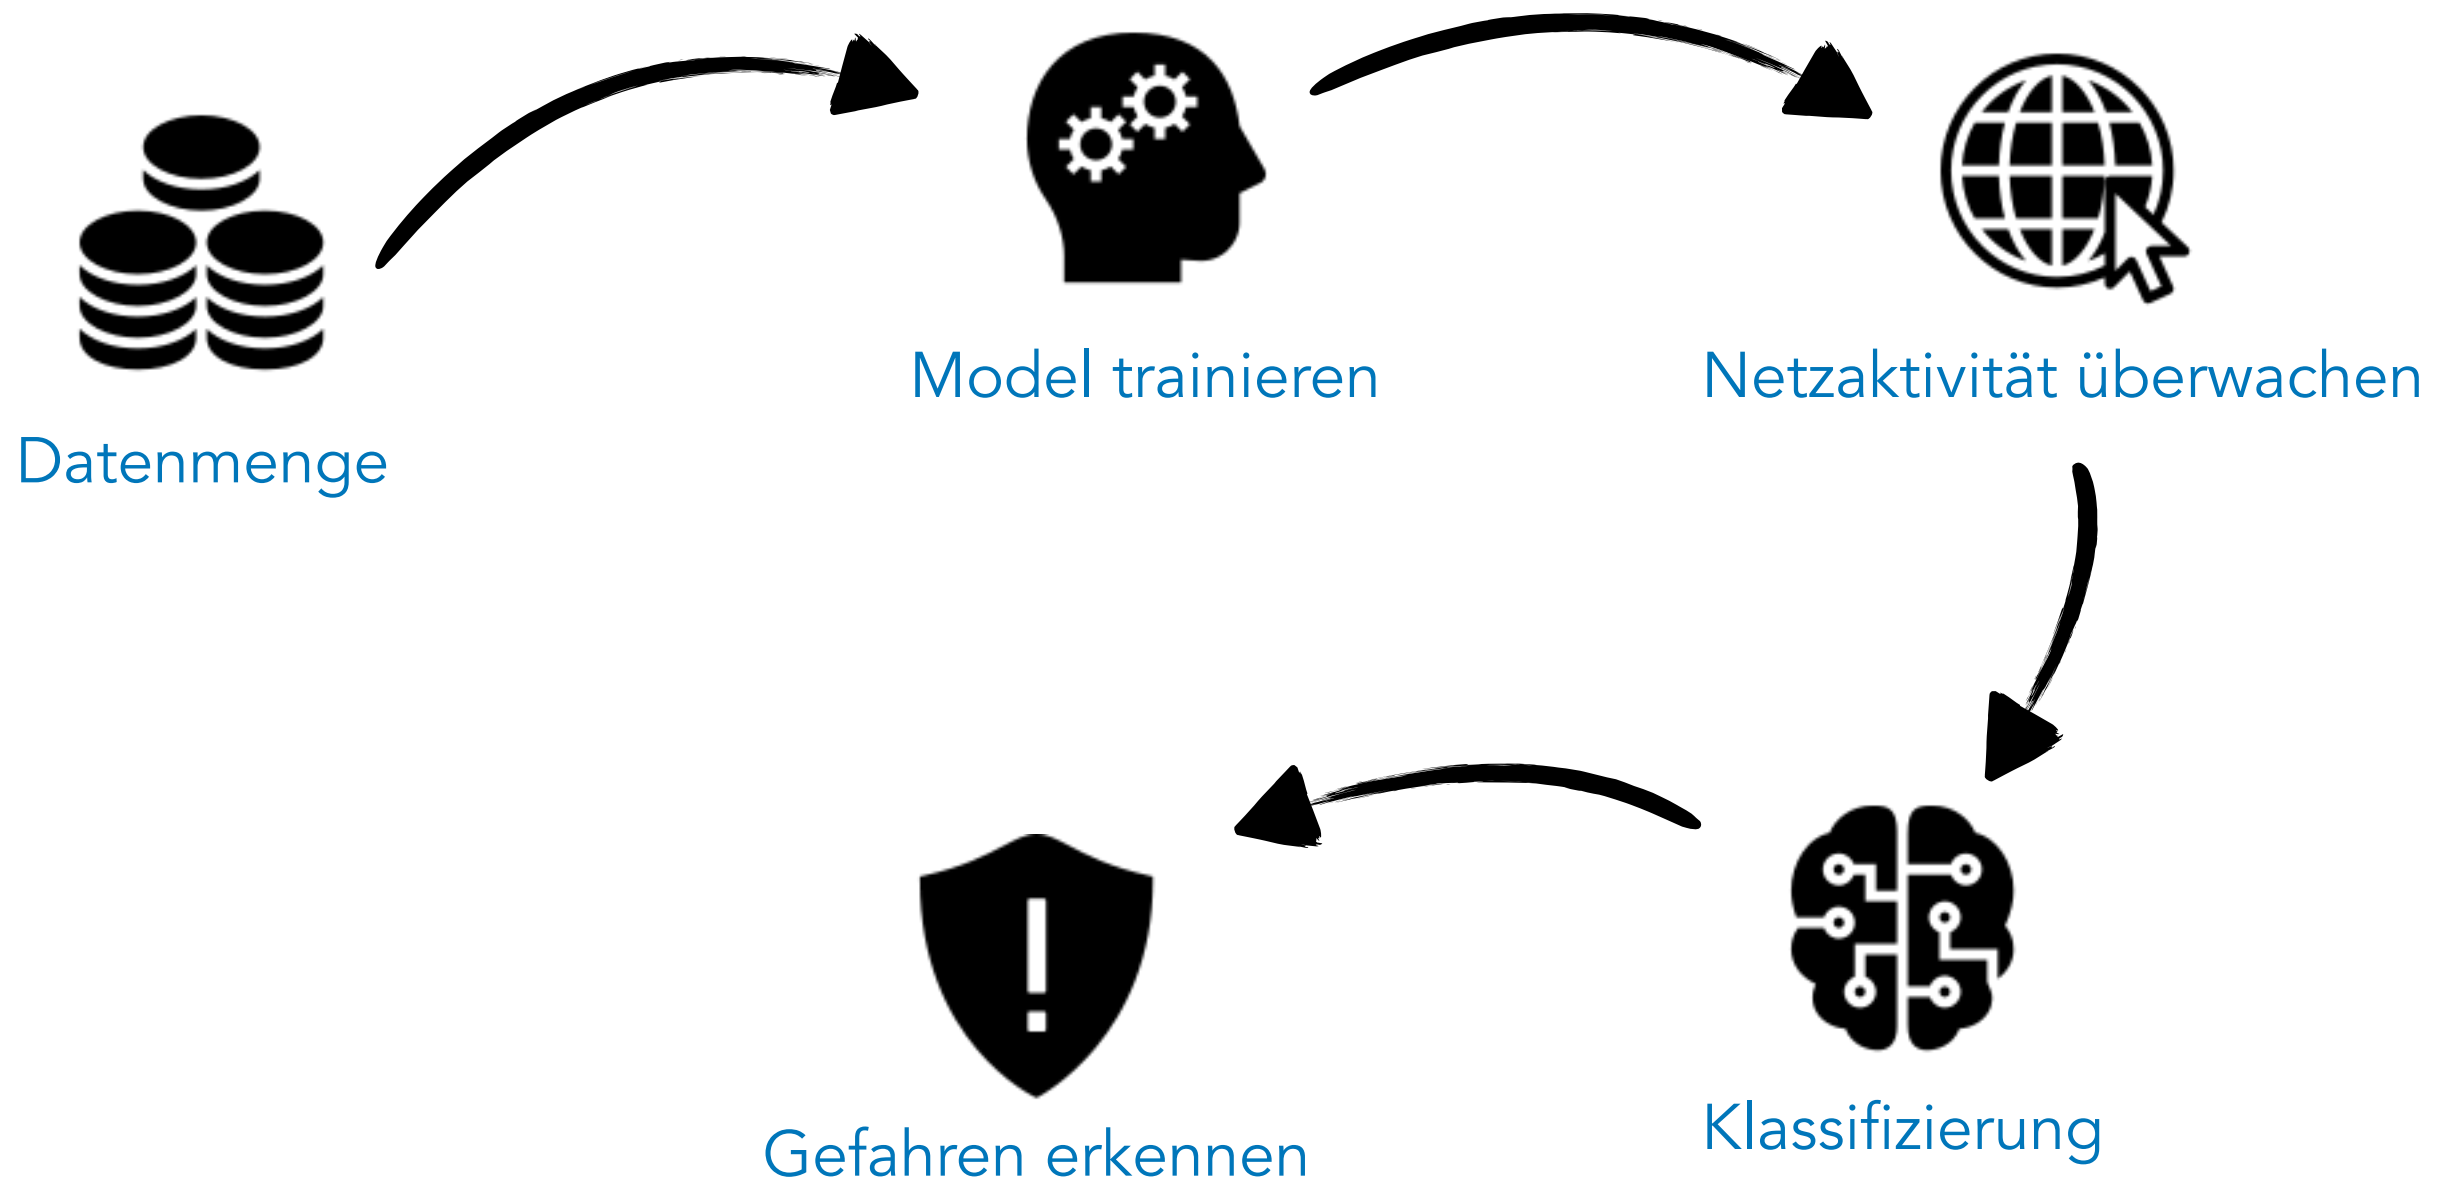 Datenmenge
Model trainieren
Netzaktivität überwachen
Klassifizierung
Gefahren erkennen